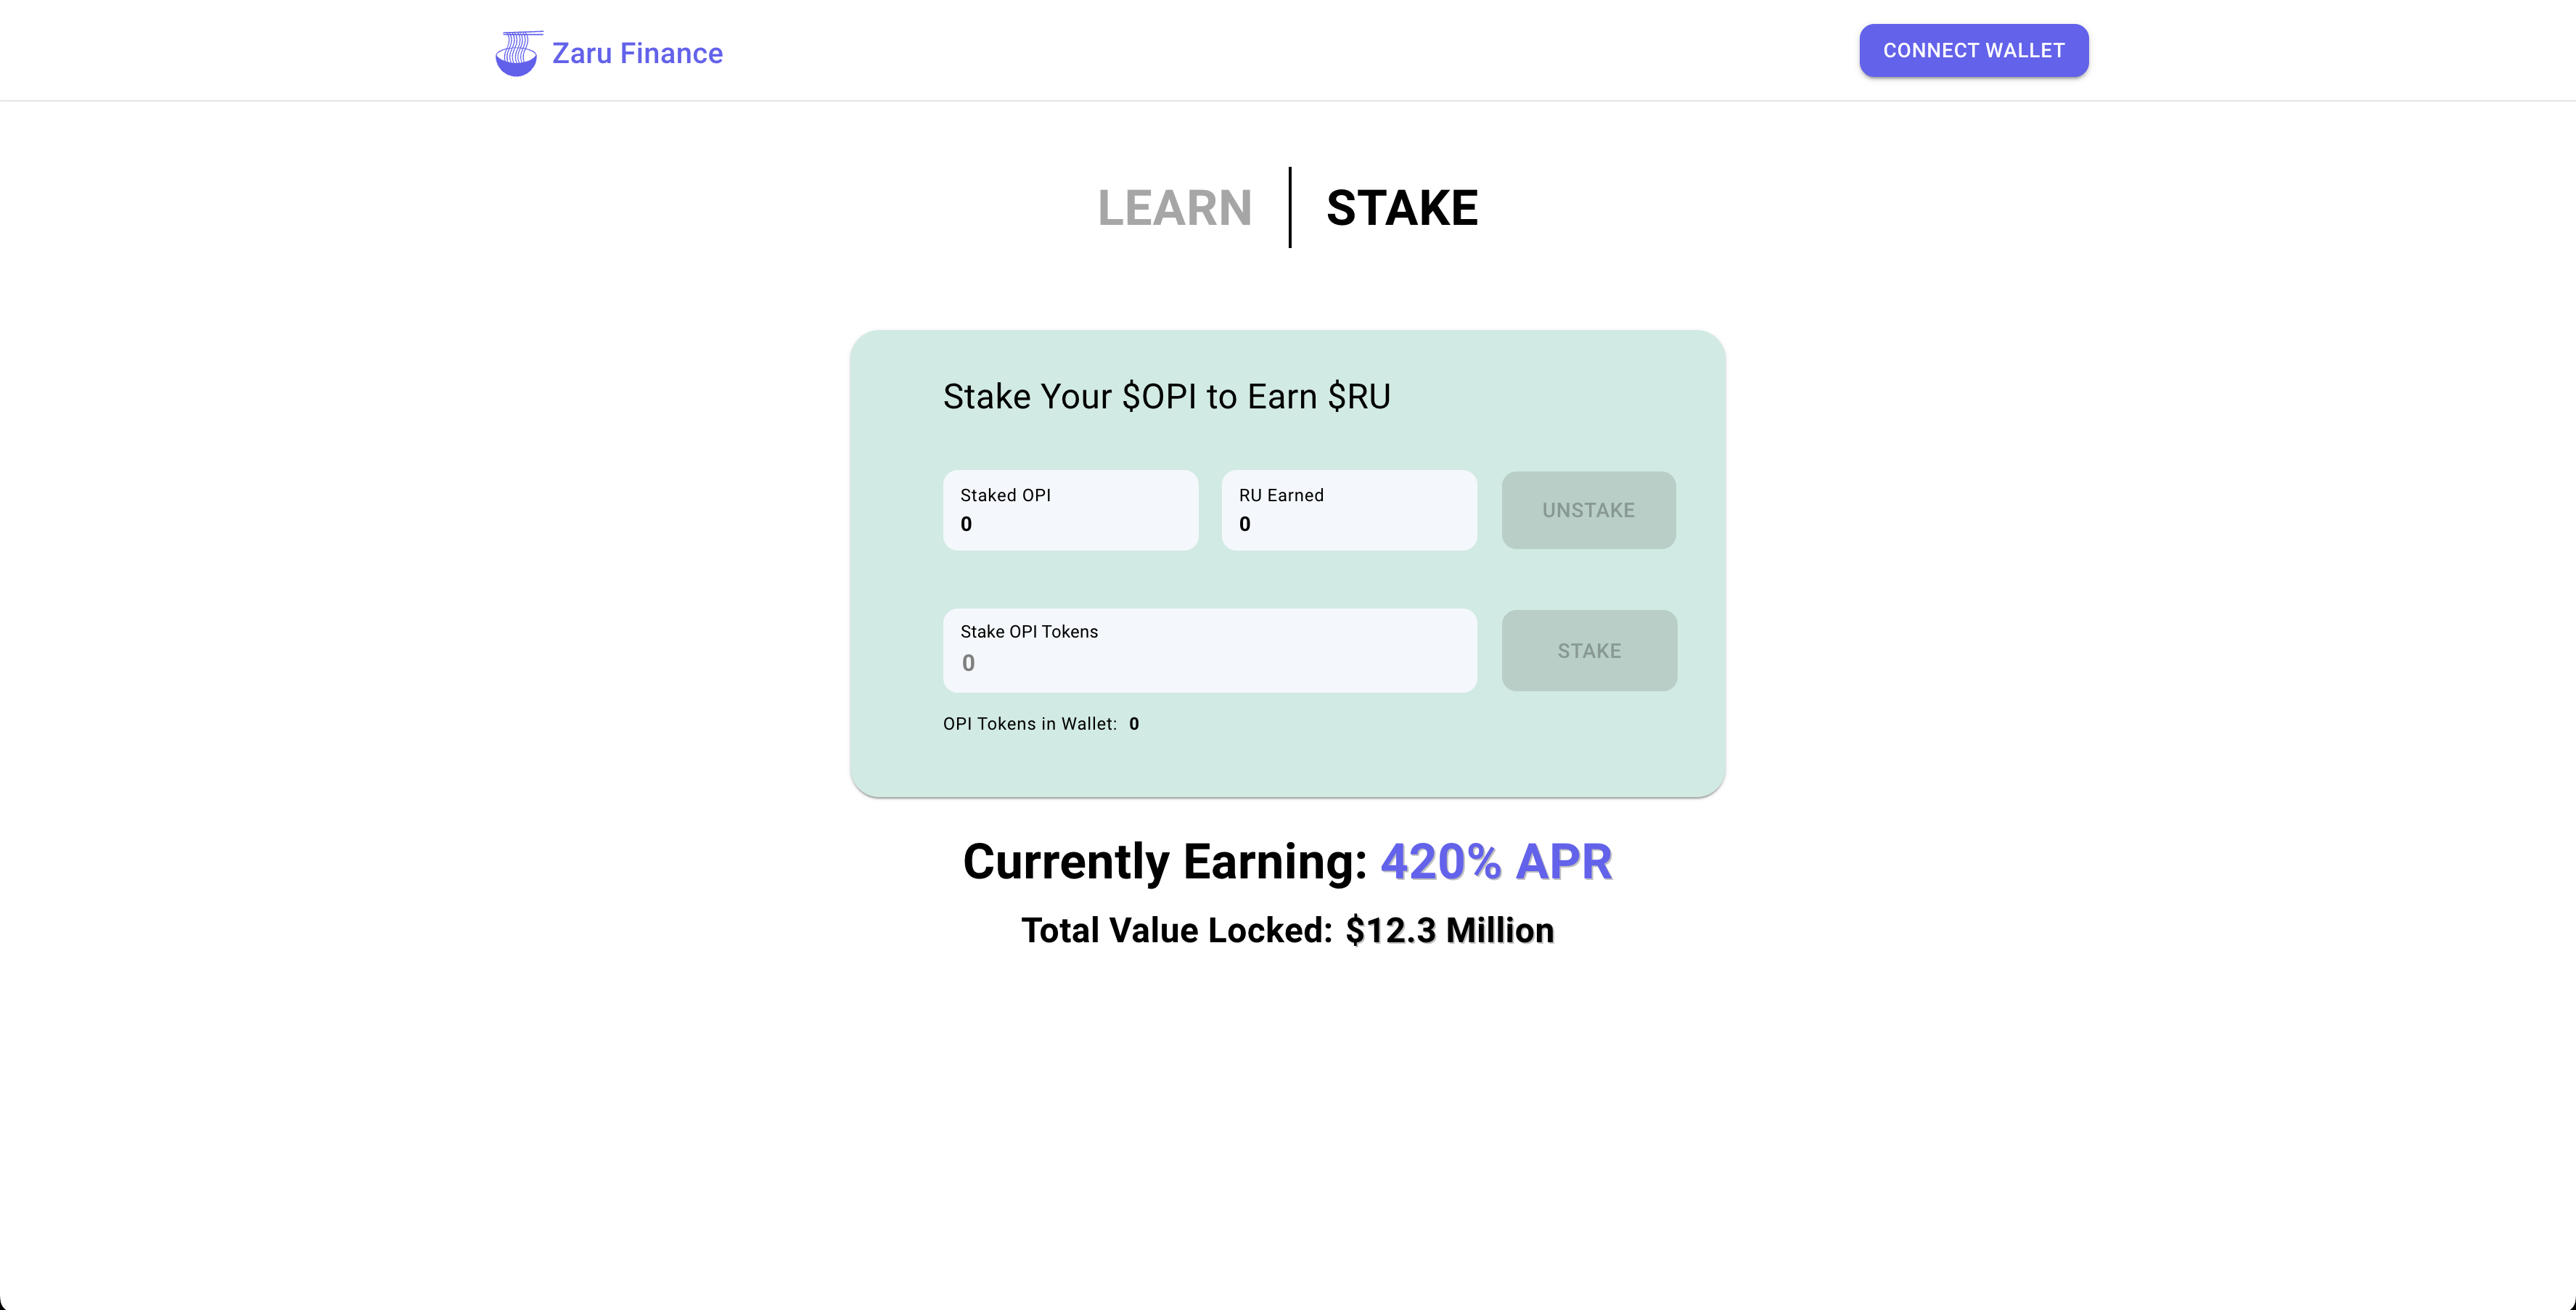 Zaru Finance
CONNECT WALLET
LEARN
STAKE
Stake Your $OPI to Earn $RU
Staked OPI
0
RU Earned
0
UNSTAKE
Stake OPI Tokens
0
STAKE
OPI Tokens in Wallet: 0
Currently Earning: 420% APR
Total Value Locked: $12.3 Million